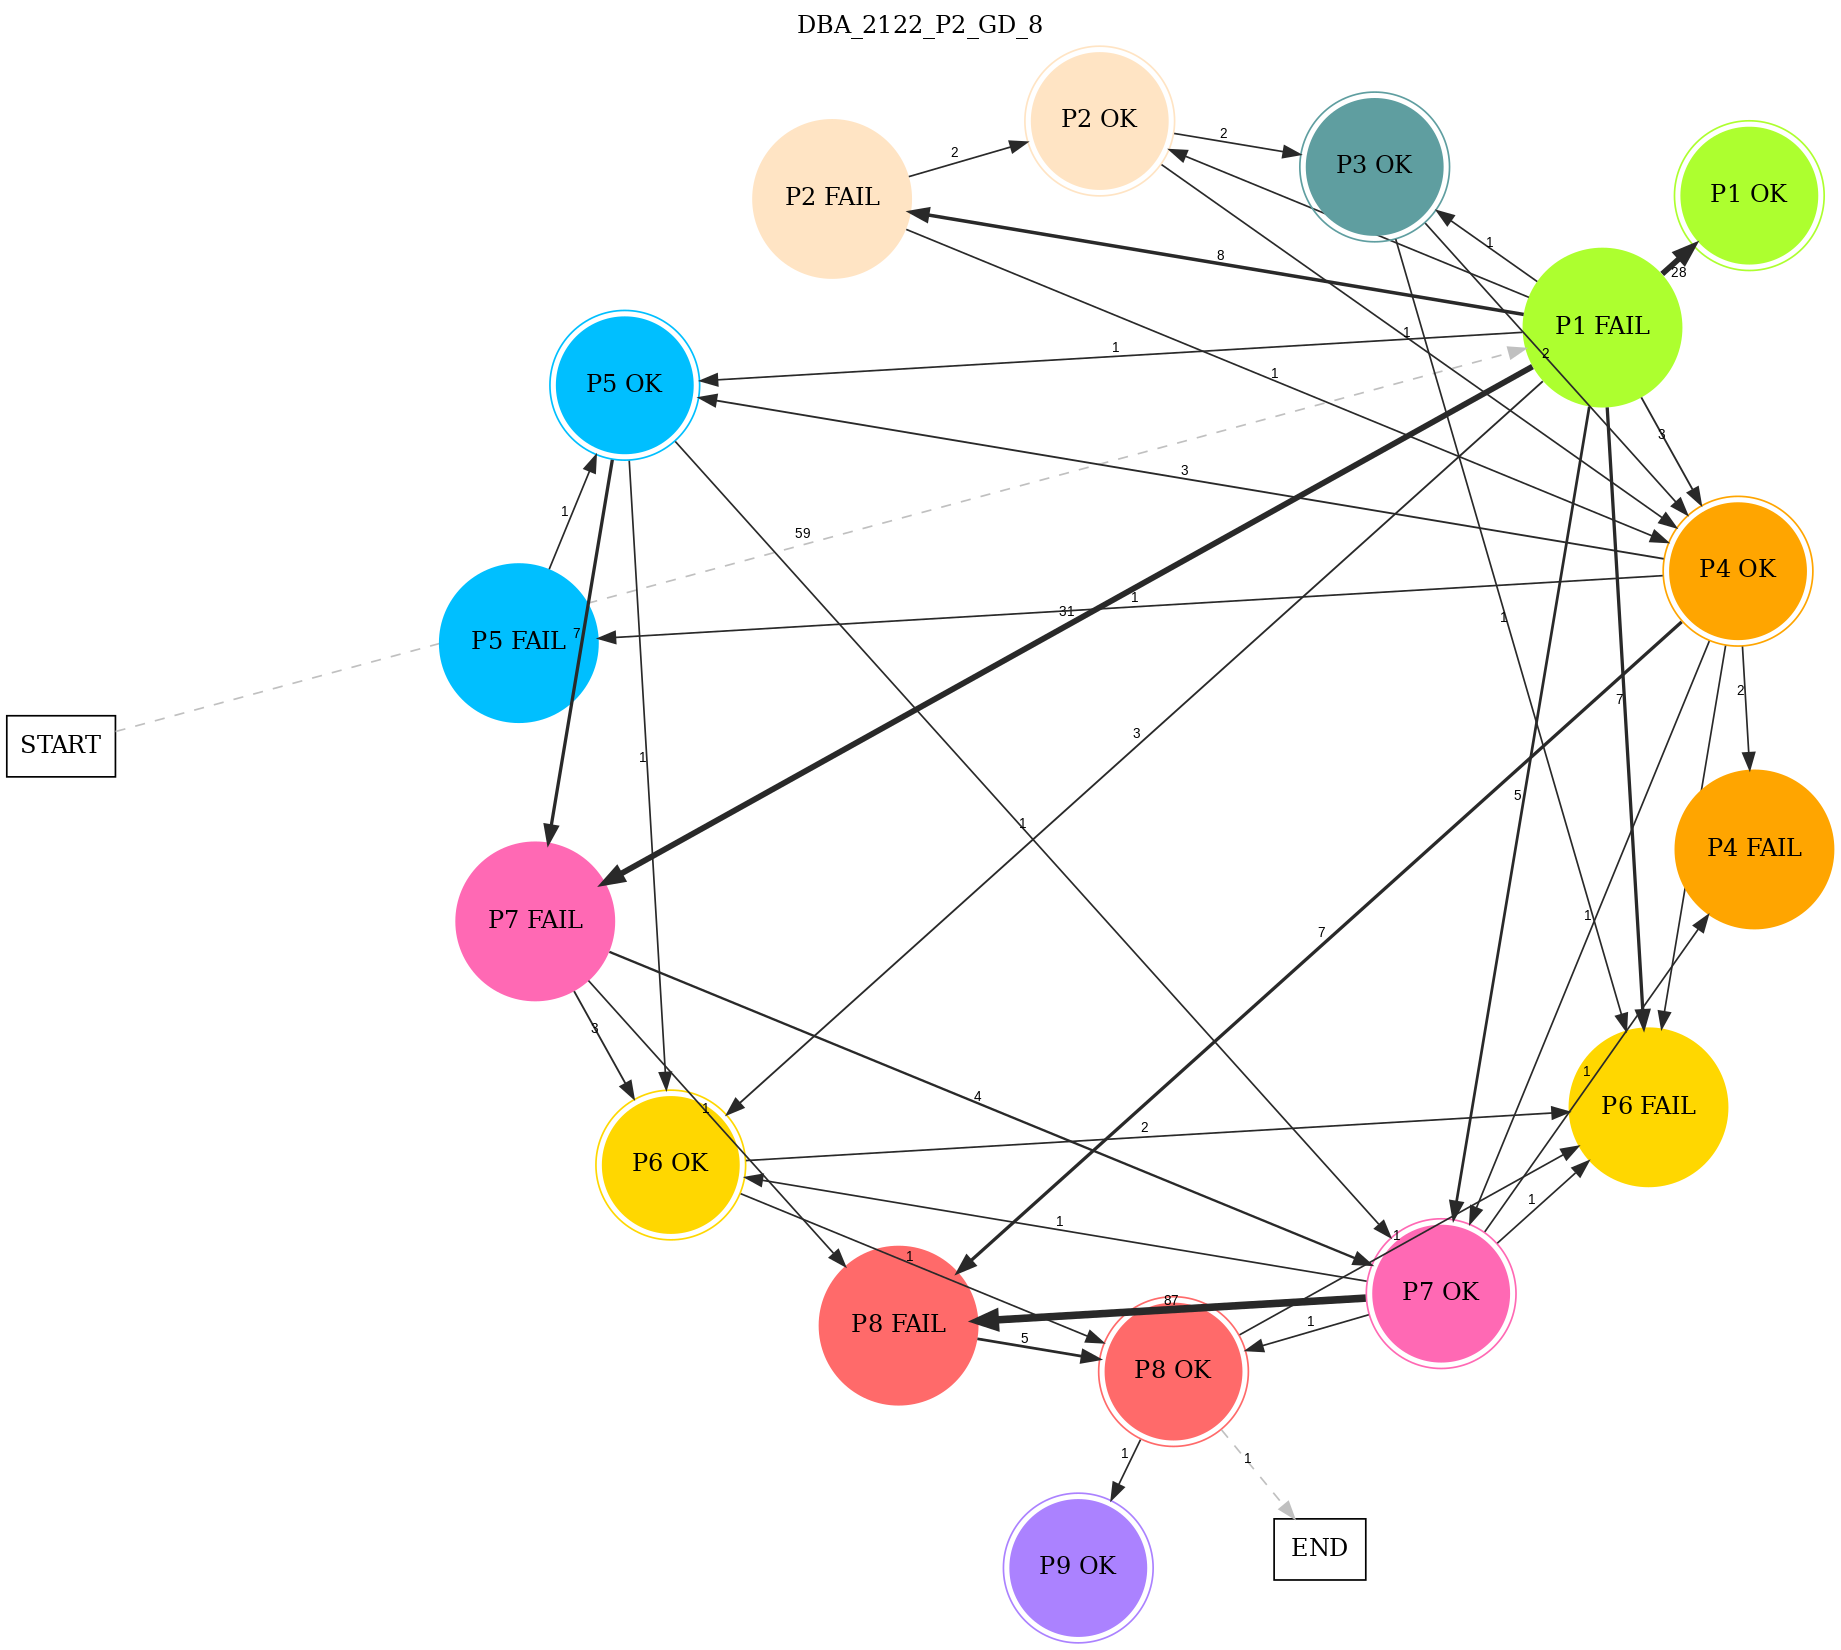 DBA_2122_P2_GD_8
P2 OK
P3 OK
P1 OK
P2 FAIL
2
2
1
8
28
P1 FAIL
1
1
2
P5 OK
1
3
3
1
59
P4 OK
1
P5 FAIL
7
31
1
1
7
2
START
1
3
5
1
P4 FAIL
7
1
P7 FAIL
3
4
1
1
P6 FAIL
2
P6 OK
1
1
1
1
87
P7 OK
P8 FAIL
5
1
P8 OK
1
1
P9 OK
END